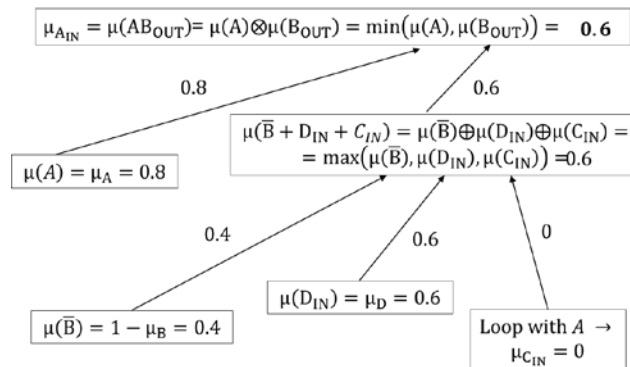 μ_{A_{IN}} = μ(AB_{OUT})= μ(A)⊗μ(B_{OUT}) = min(μ(A), μ(B_{OUT})) = 0.6
0.8
0.6
μ(B̅ + D_{IN} + C_{IN}) = μ(B̅)⊕μ(D_{IN})⊕μ(C_{IN}) =
= max(μ(B̅), μ(D_{IN}), μ(C_{IN})) =0.6
μ(A) = μ_A = 0.8
0.4
0.6
0
μ(D_{IN}) = μ_D = 0.6
μ(B̅) = 1 − μ_B = 0.4
Loop with A →
μ_{C_{IN}} = 0